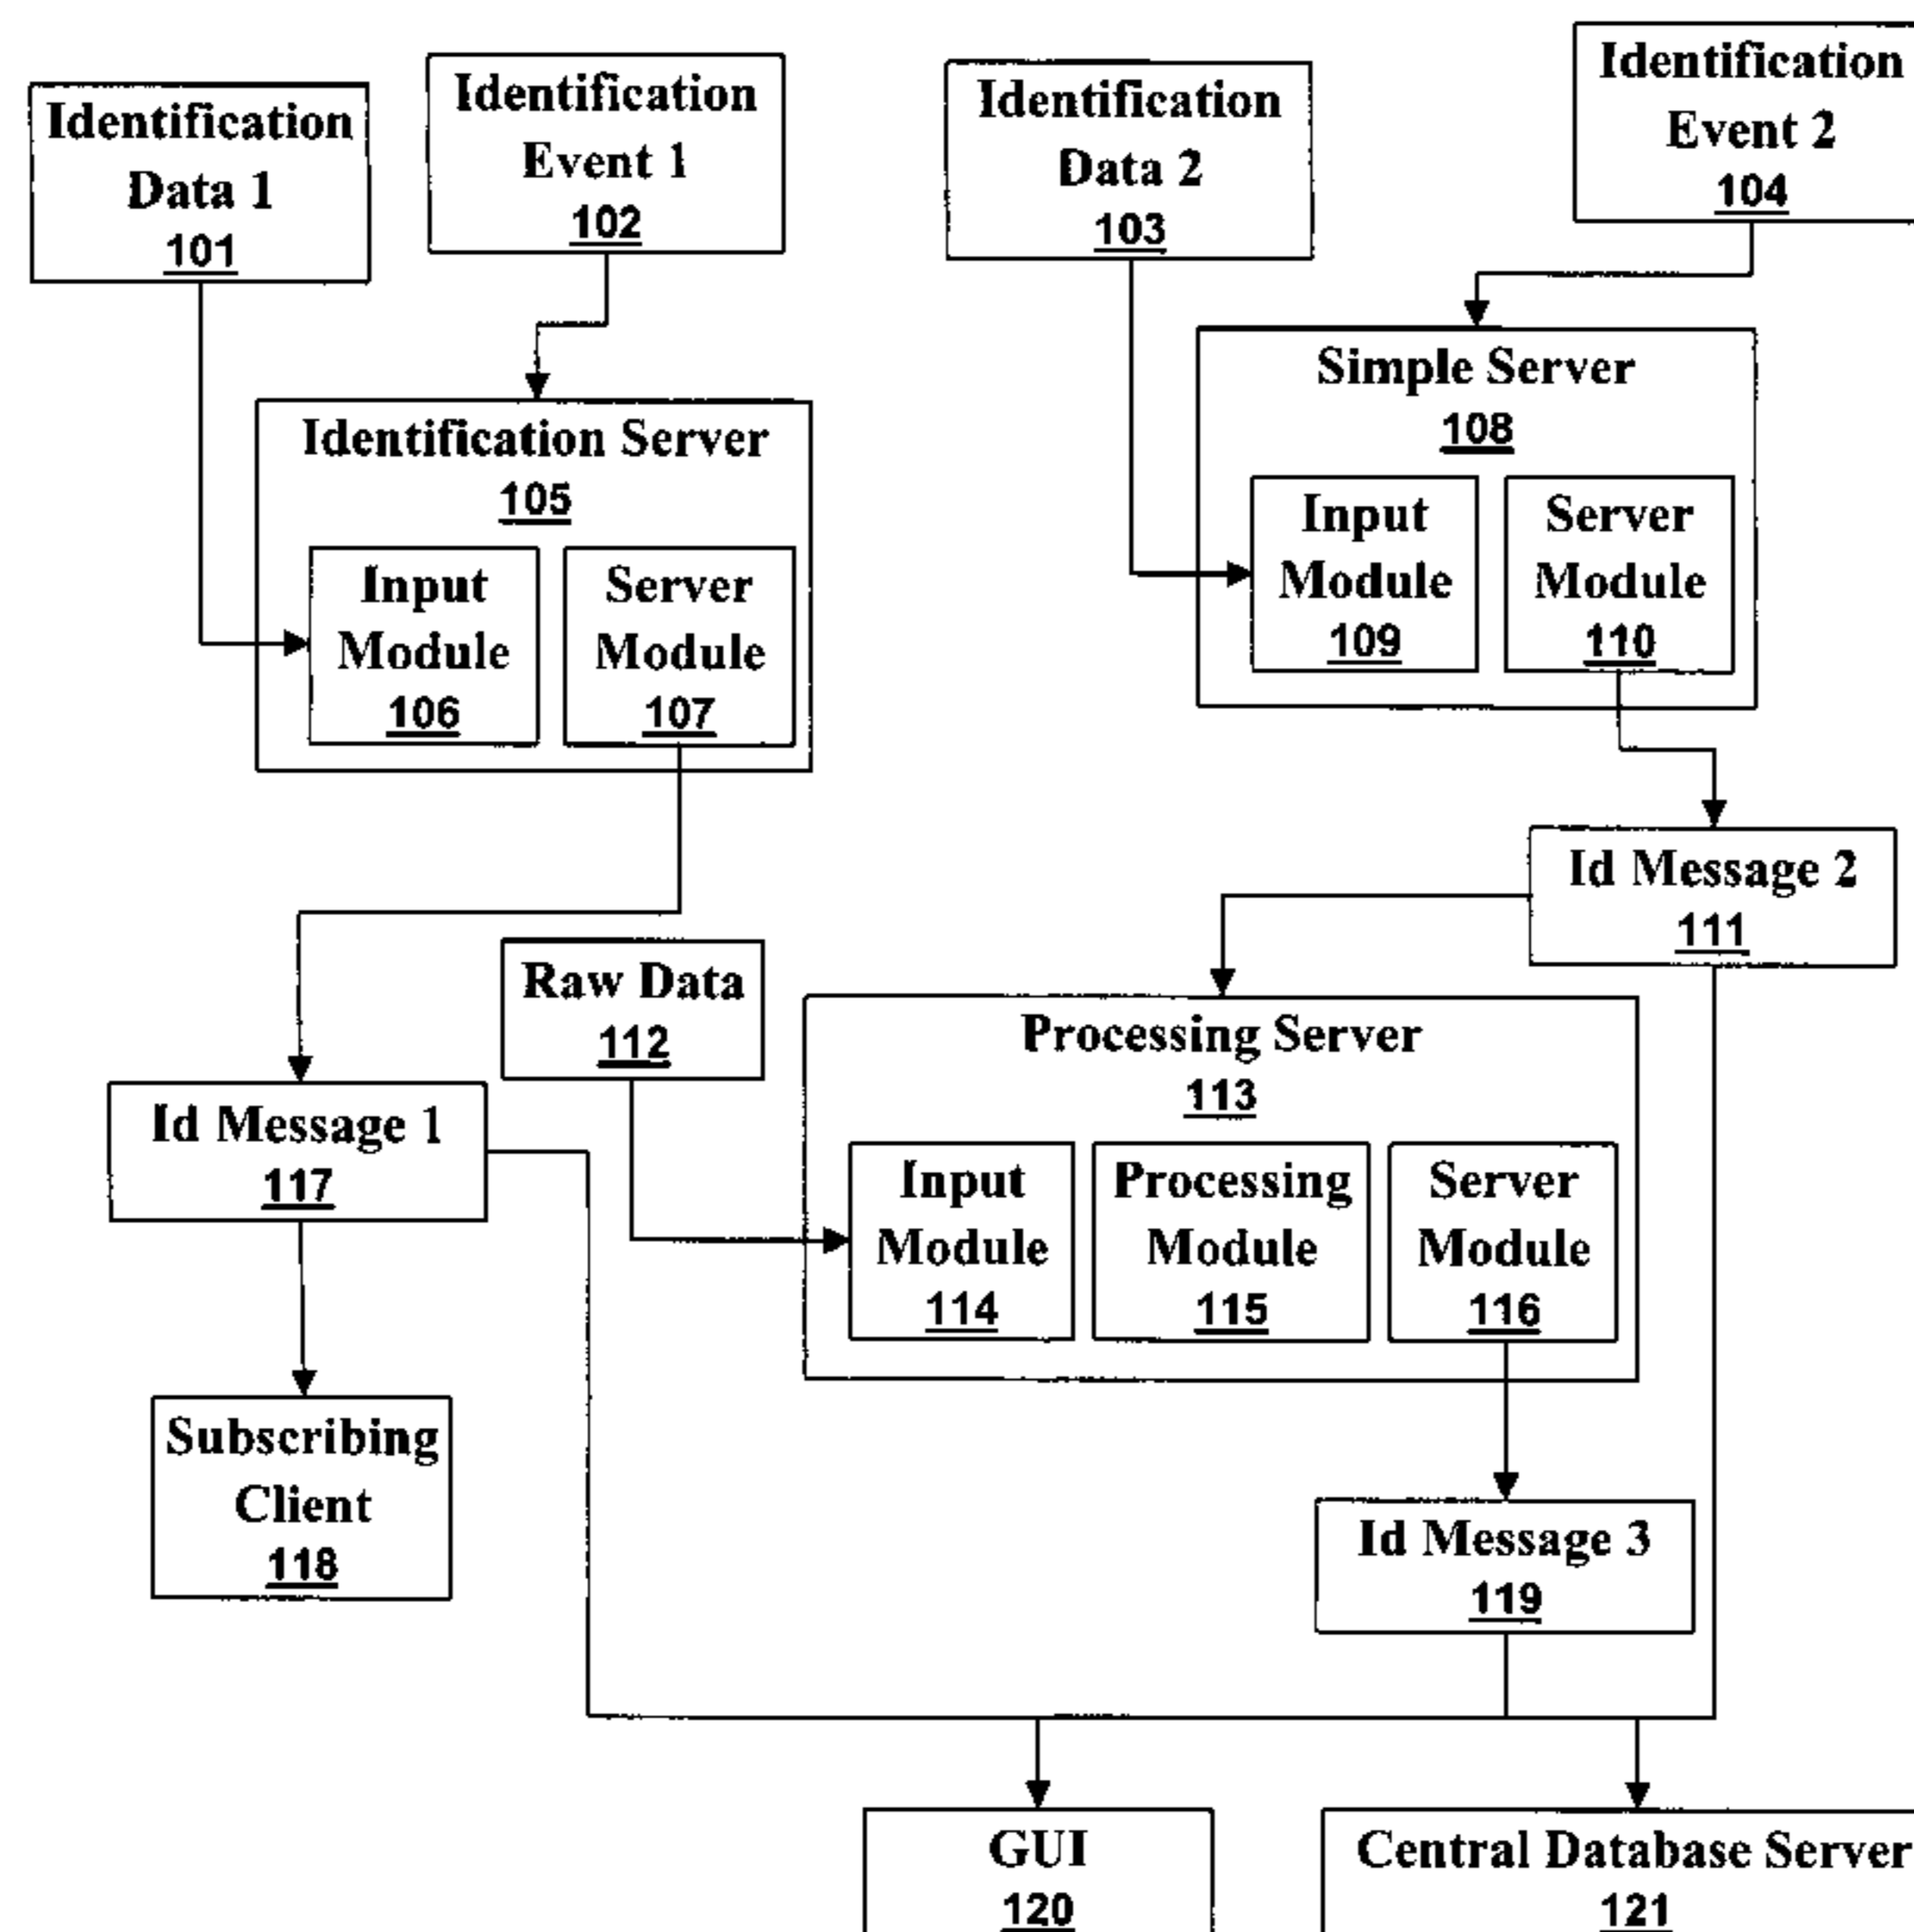 Identification
Data 1
101
Identification
Event 1
102
Identification
Data 2
103
Identification
Event 2
104
Identification Server
105
Input
Module
106
Server
Module
107
Simple Server
108
Input
Module
109
Server
Module
110
Id Message 2
111
Raw Data
112
Processing Server
113
Input
Module
114
Processing
Module
115
Server
Module
116
Id Message 1
117
Subscribing
Client
118
Id Message 3
119
GUI
120
Central Database Server
121